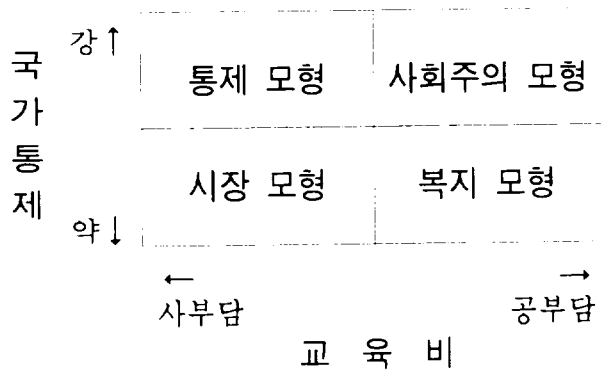 강↑
국가통제
통제 모형
사회주의 모형
시장 모형
복지 모형
약↓
← →
사부담
공부담
교 육 비